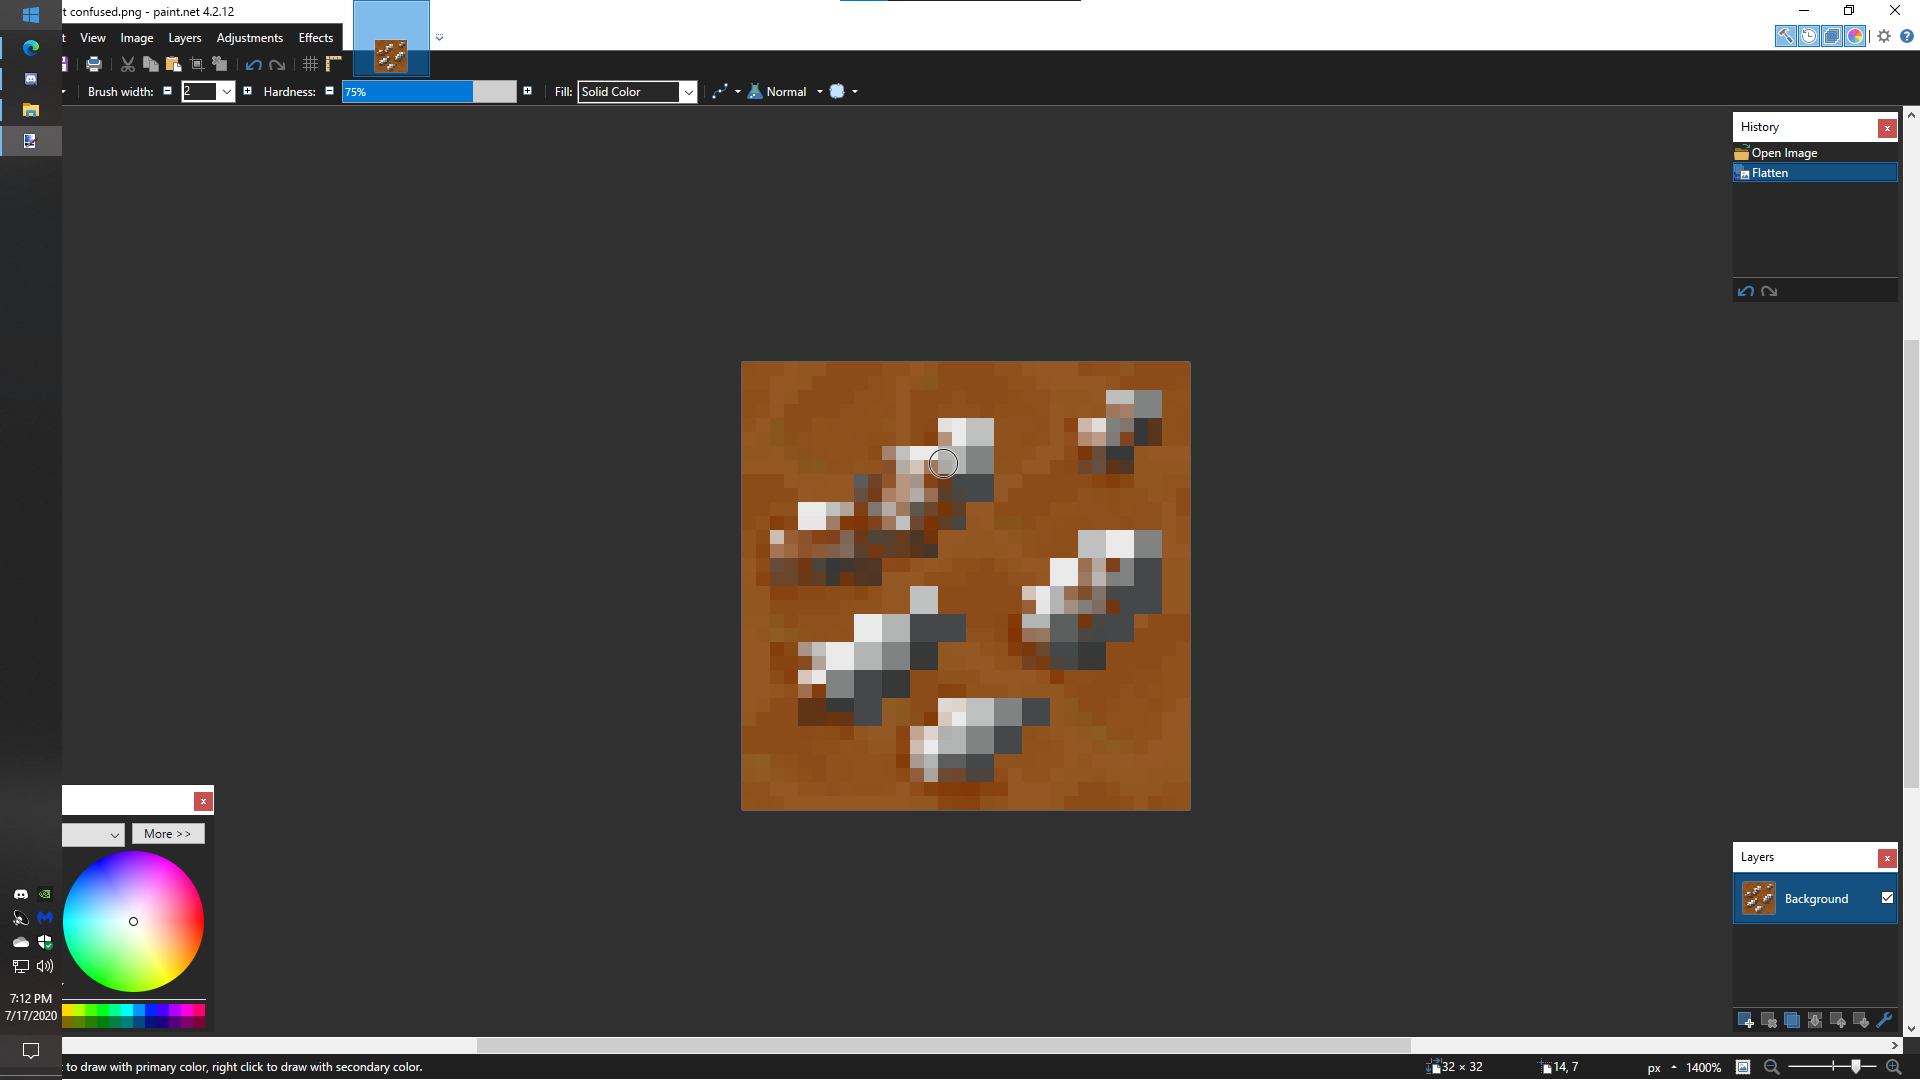 t confused.png - paint.net 4.2.12
t View Image Layers Adjustments Effects
Brush width: 2 Hardness: 75% Fill: Solid Color Normal
History
Open Image
Flatten
More >>
Layers
Background
7:12 PM
7/17/2020
to draw with primary color, right click to draw with secondary color.
32 × 32
14, 7
px
1400%